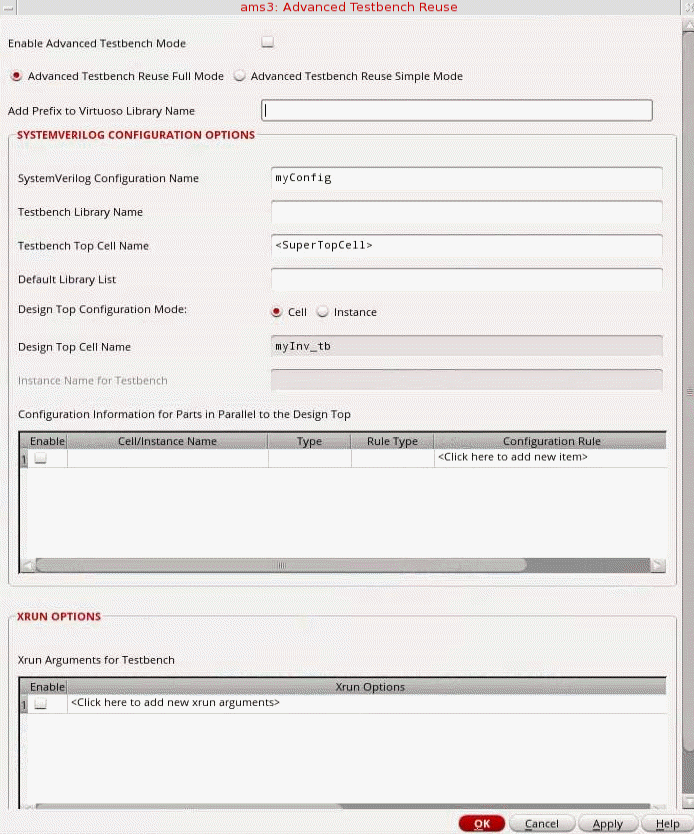 ams3: Advanced Testbench Reuse
Enable Advanced Testbench Mode
Advanced Testbench Reuse Full Mode Advanced Testbench Reuse Simple Mode
Add Prefix to Virtuoso Library Name
SYSTEMVERILOG CONFIGURATION OPTIONS
SystemVerilog Configuration Name myConfig
Testbench Library Name
Testbench Top Cell Name <SuperTopCell>
Default Library List
Design Top Configuration Mode: Cell Instance
Design Top Cell Name myInv_tb
Instance Name for Testbench
Configuration Information for Parts in Parallel to the Design Top
Enable Cell/Instance Name Type Rule Type Configuration Rule
1 <Click here to add new item>
XRUN OPTIONS
Xrun Arguments for Testbench
Enable Xrun Options
1 <Click here to add new xrun arguments>
OK Cancel Apply Help